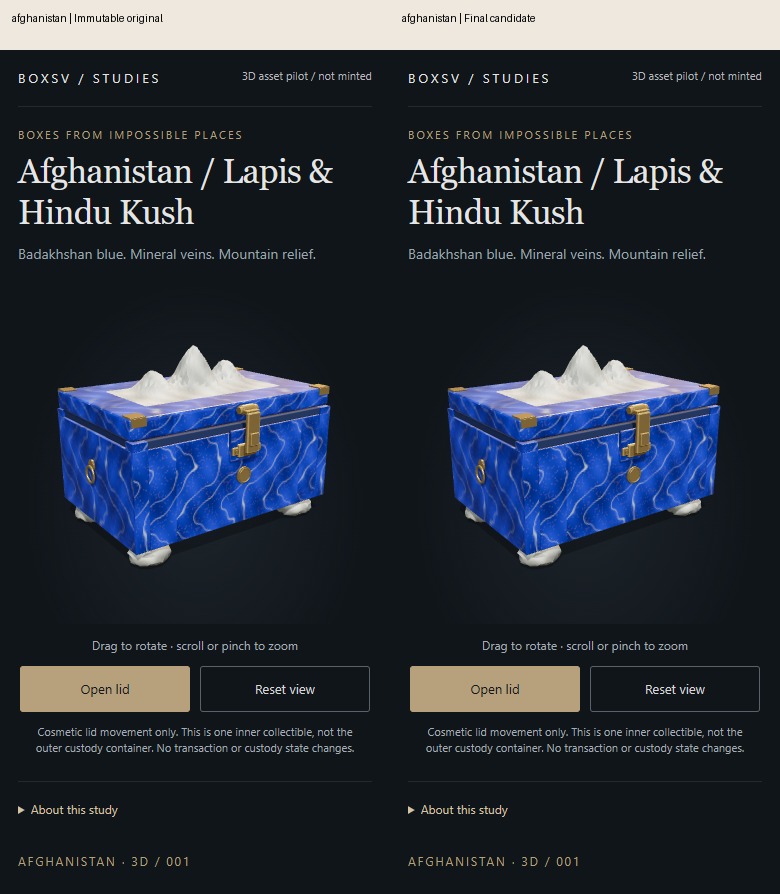 afghanistan | Immutable original
BOXSV / STUDIES
3D asset pilot / not minted
BOXES FROM IMPOSSIBLE PLACES
Afghanistan / Lapis &
Hindu Kush
Badakhshan blue. Mineral veins. Mountain relief.
Drag to rotate · scroll or pinch to zoom
Open lid
Reset view
Cosmetic lid movement only. This is one inner collectible, not the
outer custody container. No transaction or custody state changes.
▶ About this study
AFGHANISTAN · 3D / 001
afghanistan | Final candidate
BOXSV / STUDIES
3D asset pilot / not minted
BOXES FROM IMPOSSIBLE PLACES
Afghanistan / Lapis &
Hindu Kush
Badakhshan blue. Mineral veins. Mountain relief.
Drag to rotate · scroll or pinch to zoom
Open lid
Reset view
Cosmetic lid movement only. This is one inner collectible, not the
outer custody container. No transaction or custody state changes.
▶ About this study
AFGHANISTAN · 3D / 001